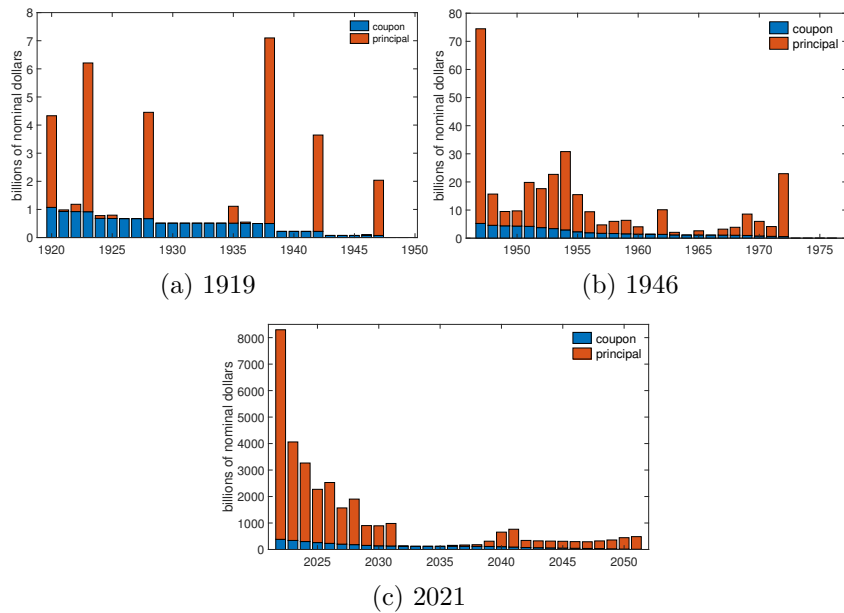 billions of nominal dollars
8
7
6
5
4
3
2
1
0
coupon
principal
1920 1925 1930 1935 1940 1945 1950
(a) 1919
billions of nominal dollars
80
70
60
50
40
30
20
10
0
coupon
principal
1950 1955 1960 1965 1970 1975
(b) 1946
billions of nominal dollars
8000
7000
6000
5000
4000
3000
2000
1000
0
coupon
principal
2025 2030 2035 2040 2045 2050
(c) 2021